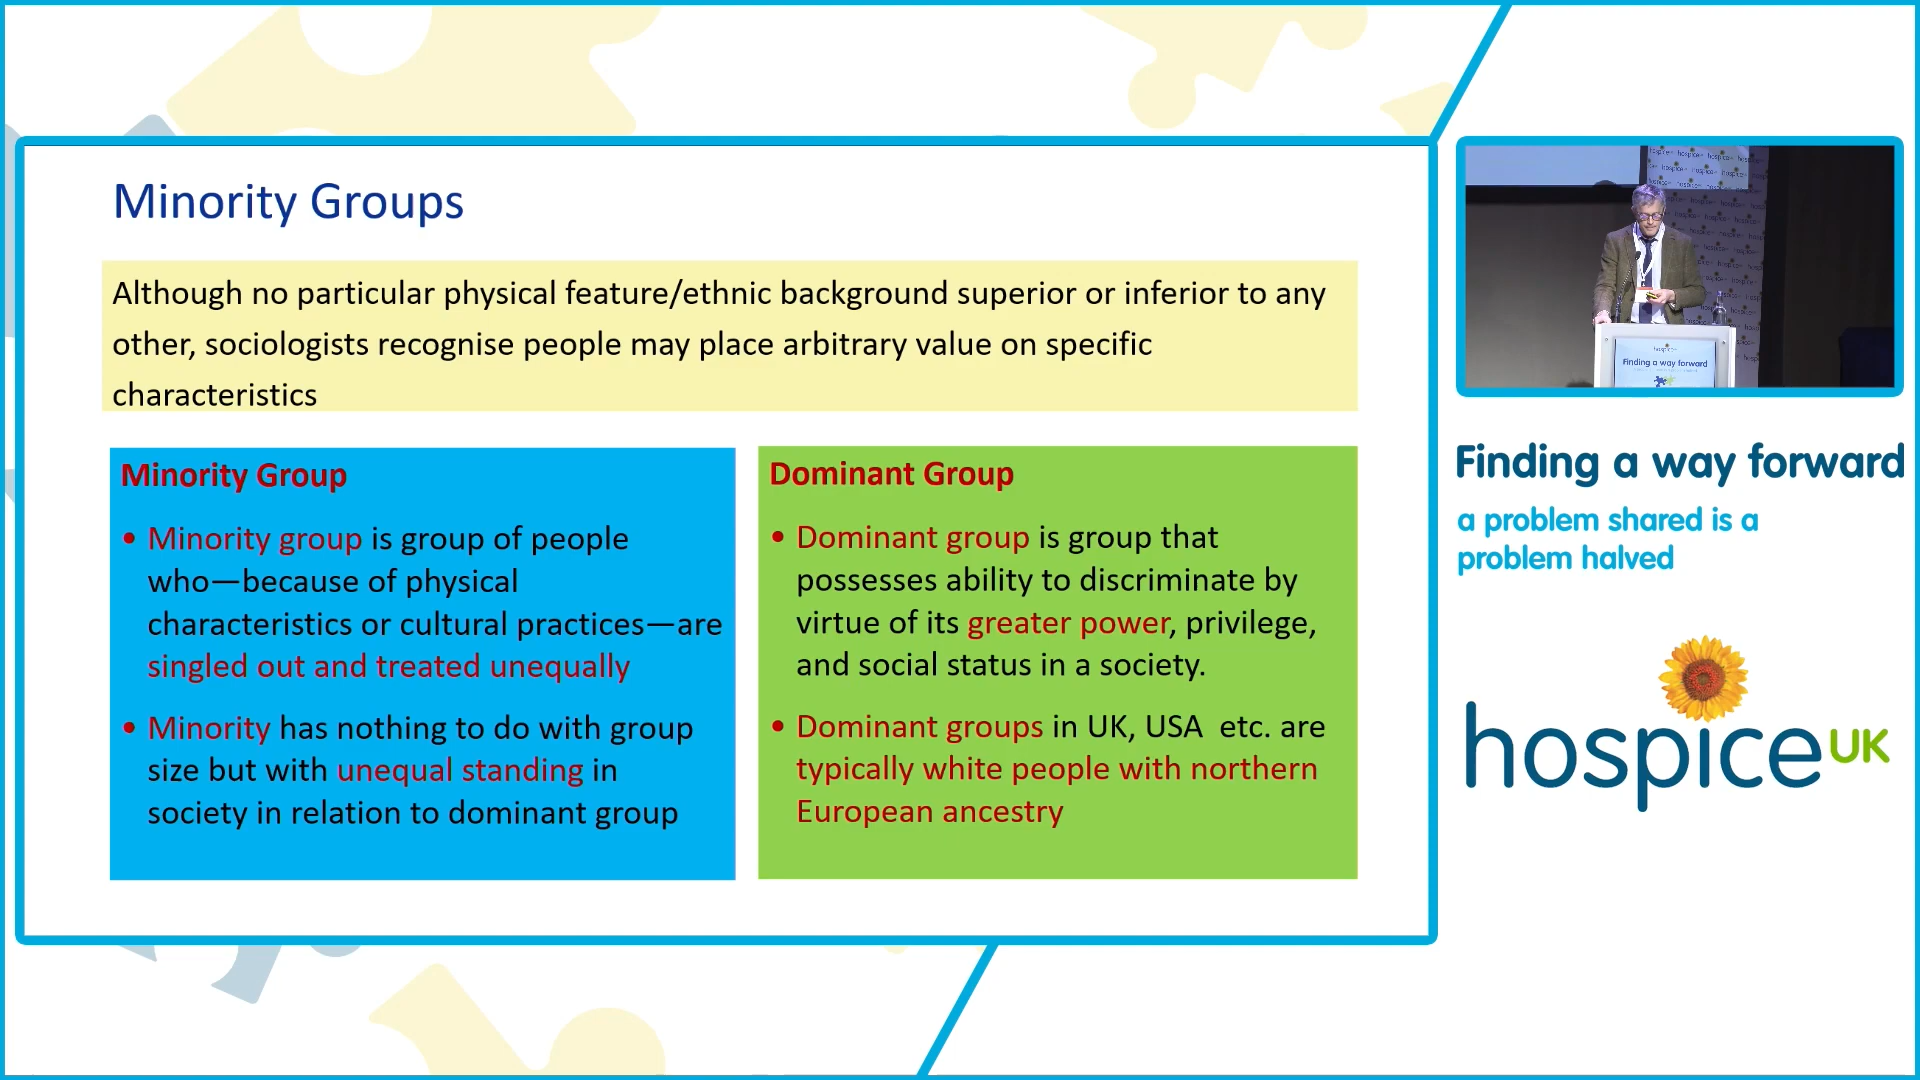 Minority Groups
Although no particular physical feature/ethnic background superior or inferior to any
other, sociologists recognise people may place arbitrary value on specific
characteristics
Minority Group
• Minority group is group of people
who—because of physical
characteristics or cultural practices—are
singled out and treated unequally
• Minority has nothing to do with group
size but with unequal standing in
society in relation to dominant group
Dominant Group
• Dominant group is group that
possesses ability to discriminate by
virtue of its greater power, privilege,
and social status in a society.
• Dominant groups in UK, USA etc. are
typically white people with northern
European ancestry
hospice
Finding a way forward
Finding a way forward
a problem shared is a
problem halved
hospice UK